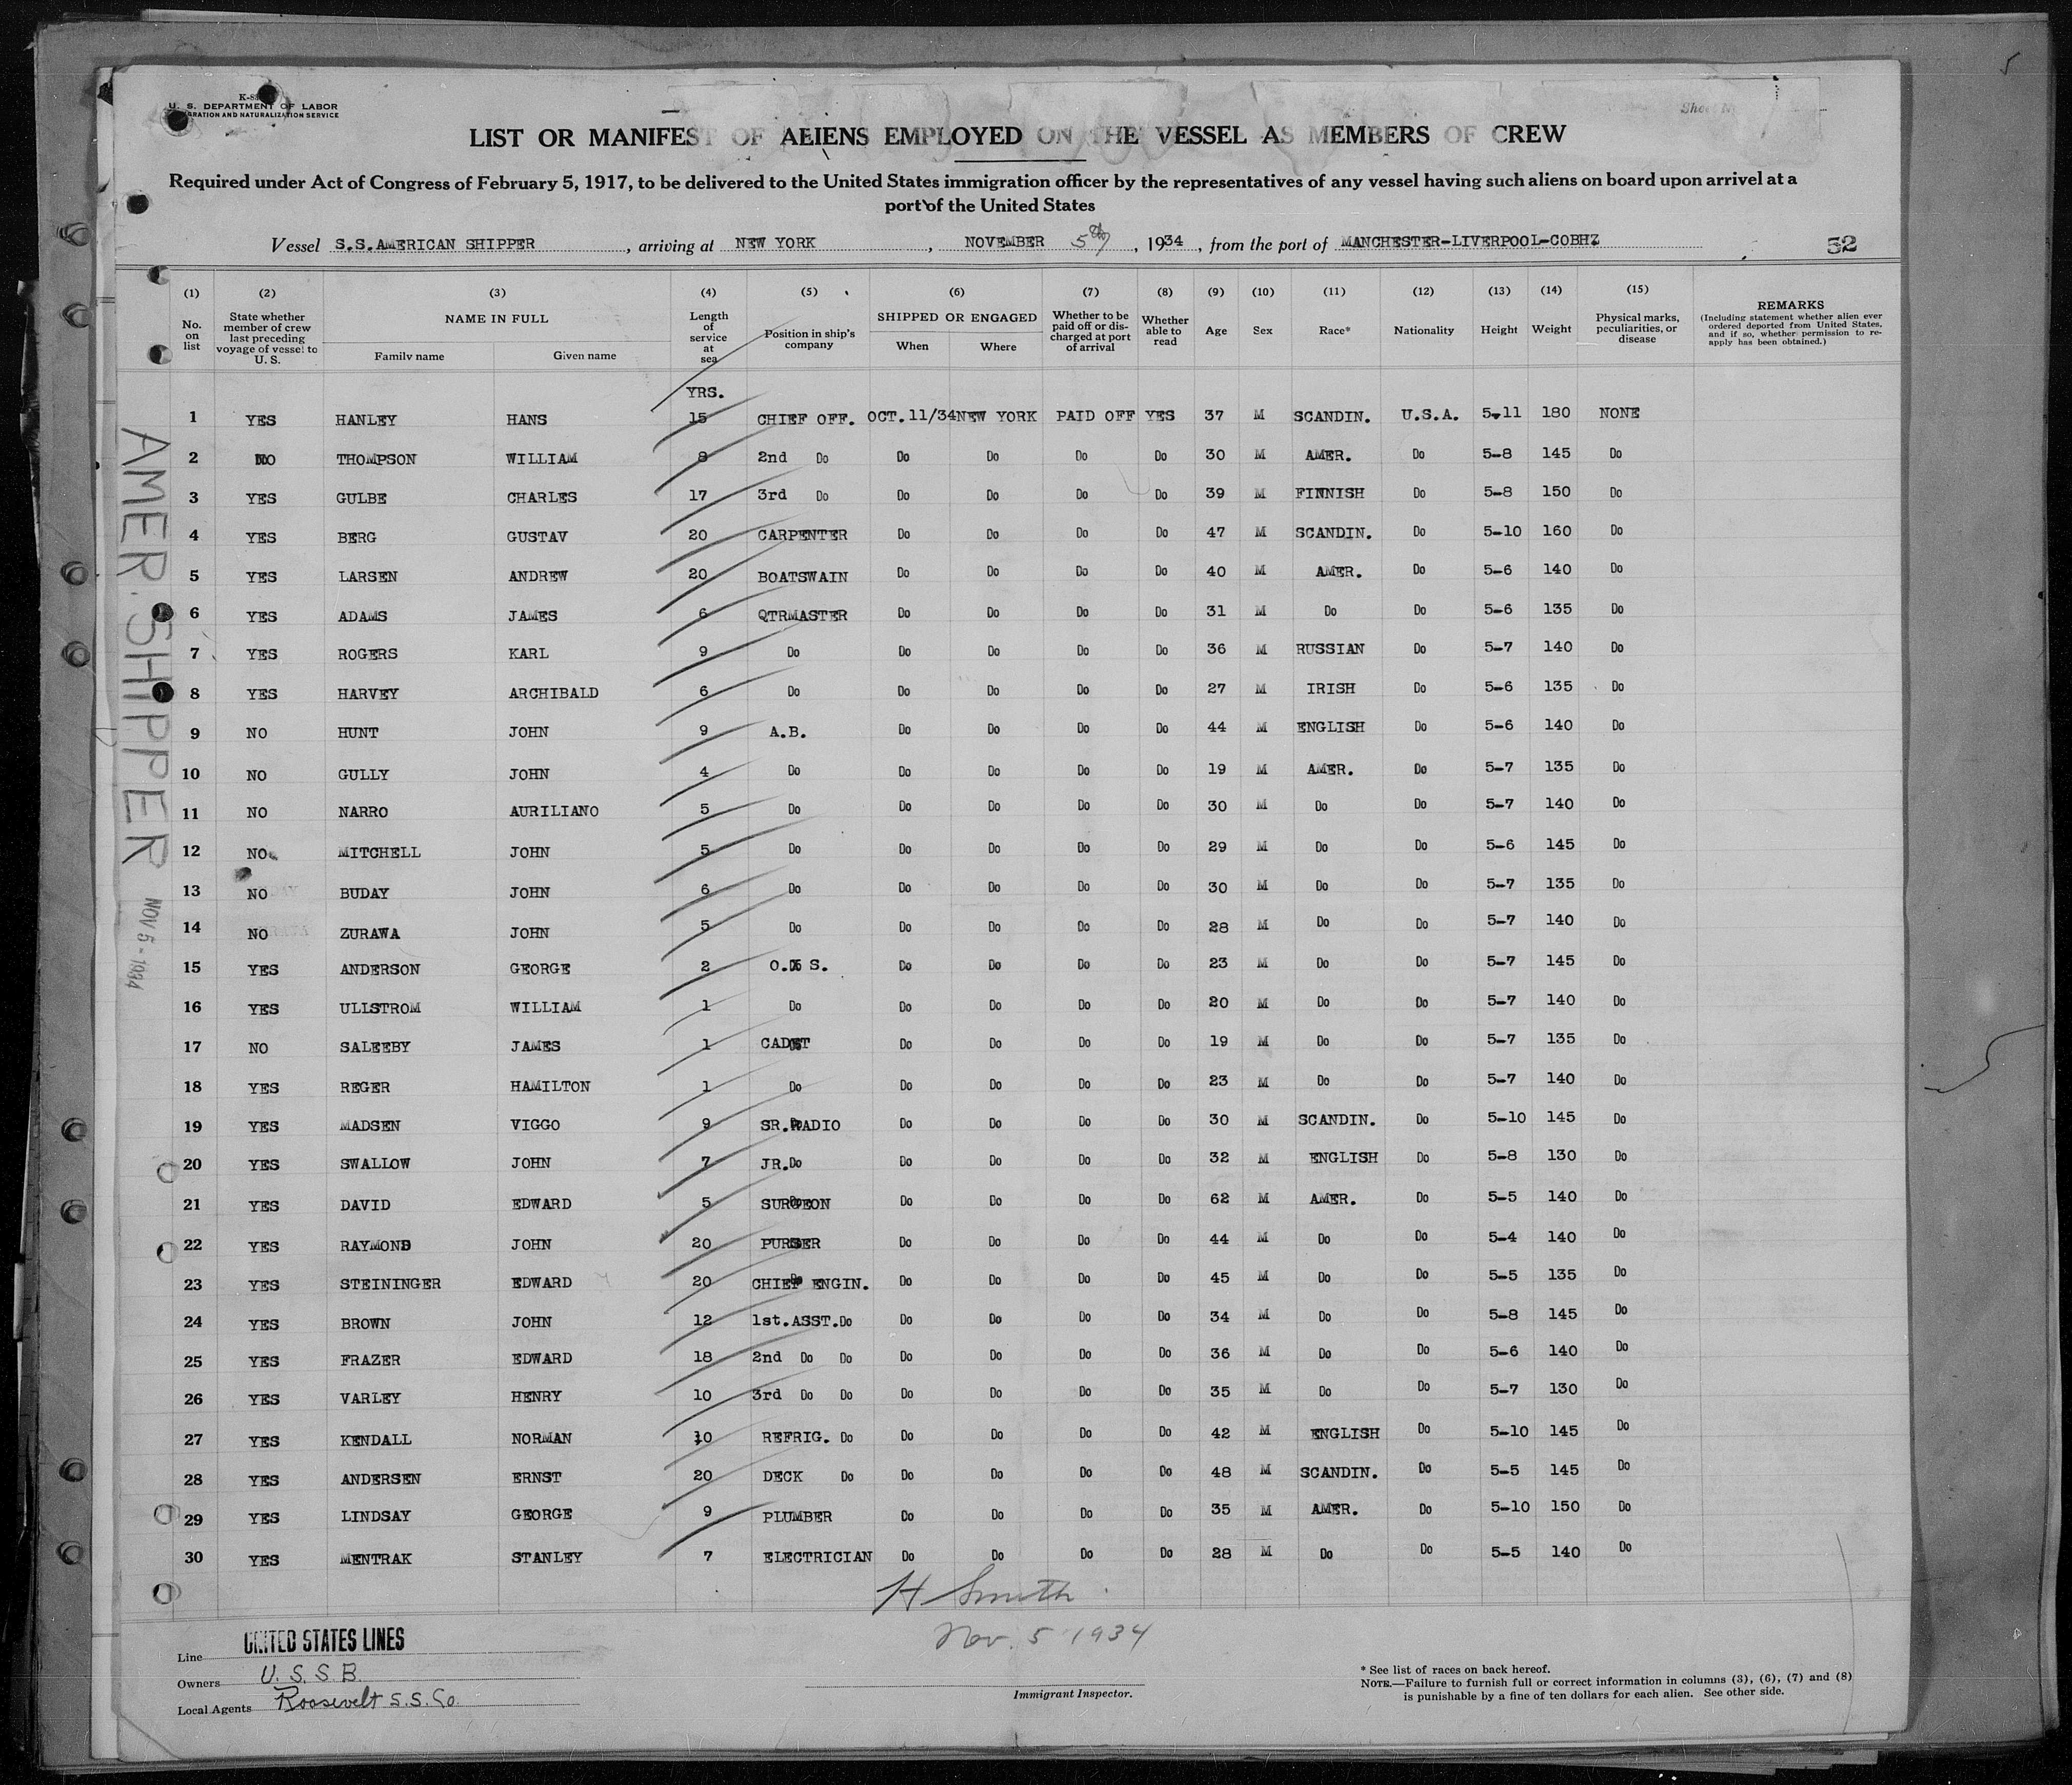 U. S. DEPARTMENT OF LABOR
LIST OR MANIFEST OF ALIENS EMPLOYED ON THE VESSEL AS MEMBERS OF CREW
Required under Act of Congress of February 5, 1917, to be delivered to the United States immigration officer by the representatives of any vessel having such aliens on board upon arrival at a
port of the United States
Vessel S.S.AMERICAN SHIPPER, arriving at NEW YORK, NOVEMBER 5th, 1934, from the port of MANCHESTER-LIVERPOOL-COBHZ 52
(1) (2) (3) (4) (5) (6) (7) (8) (9) (10) (11) (12) (13) (14) (15)
No. on list State whether member of crew last preceding voyage of vessel to U. S. NAME IN FULL Family name Given name Length of service at sea Position in ship's company SHIPPED OR ENGAGED When Where Whether to be paid off or discharged at port of arrival Whether able to read Age Sex Race* Nationality Height Weight Physical marks, peculiarities, or disease REMARKS (Including statement whether alien ever ordered deported from United States, and if so, whether permission to re-apply has been obtained.)
YRS.
1 YES HANLEY HANS 15 CHIEF OFF. OCT.11/34 NEW YORK PAID OFF YES 37 M SCANDIN. U.S.A. 5-11 180 NONE
2 NO THOMPSON WILLIAM 8 2nd Do Do Do Do Do 30 M AMER. Do 5-8 145 Do
3 YES GULBE CHARLES 17 3rd Do Do Do Do Do 39 M FINNISH Do 5-8 150 Do
4 YES BERG GUSTAV 20 CARPENTER Do Do Do Do 47 M SCANDIN. Do 5-10 160 Do
5 YES LARSEN ANDREW 20 BOATSWAIN Do Do Do Do 40 M AMER. Do 5-6 140 Do
6 YES ADAMS JAMES 6 QTRMASTER Do Do Do Do 31 M Do Do 5-6 135 Do
7 YES ROGERS KARL 9 Do Do Do Do Do 36 M RUSSIAN Do 5-7 140 Do
8 YES HARVEY ARCHIBALD 6 Do Do Do Do Do 27 M IRISH Do 5-6 135 Do
9 NO HUNT JOHN 9 A.B. Do Do Do Do 44 M ENGLISH Do 5-6 140 Do
10 NO GULLY JOHN 4 Do Do Do Do Do 19 M AMER. Do 5-7 135 Do
11 NO NARRO AURILIANO 5 Do Do Do Do Do 30 M Do Do 5-7 140 Do
12 NO MITCHELL JOHN 5 Do Do Do Do Do 29 M Do Do 5-6 145 Do
13 NO BUDAY JOHN 6 Do Do Do Do Do 30 M Do Do 5-7 135 Do
14 NO ZURAWA JOHN 5 Do Do Do Do Do 28 M Do Do 5-7 140 Do
15 YES ANDERSON GEORGE 2 O. S. Do Do Do Do 23 M Do Do 5-7 145 Do
16 YES ULLSTROM WILLIAM 1 Do Do Do Do Do 20 M Do Do 5-7 140 Do
17 NO SALEEBY JAMES 1 CADET Do Do Do Do 19 M Do Do 5-7 135 Do
18 YES REGER HAMILTON 1 Do Do Do Do Do 23 M Do Do 5-7 140 Do
19 YES MADSEN VIGGO 9 SR.RADIO Do Do Do Do 30 M SCANDIN. Do 5-10 145 Do
20 YES SWALLOW JOHN 7 JR.Do Do Do Do Do 32 M ENGLISH Do 5-8 130 Do
21 YES DAVID EDWARD 5 SURGEON Do Do Do Do 62 M AMER. Do 5-5 140 Do
22 YES RAYMOND JOHN 20 PURSER Do Do Do Do 44 M Do Do 5-4 140 Do
23 YES STEININGER EDWARD 20 CHIEF ENGIN. Do Do Do Do 45 M Do Do 5-5 135 Do
24 YES BROWN JOHN 12 1st.ASST.Do Do Do Do Do 34 M Do Do 5-8 145 Do
25 YES FRAZER EDWARD 18 2nd Do Do Do Do Do Do 36 M Do Do 5-6 140 Do
26 YES VARLEY HENRY 10 3rd Do Do Do Do Do Do 35 M Do Do 5-7 130 Do
27 YES KENDALL NORMAN 10 REFRIG. Do Do Do Do Do 42 M ENGLISH Do 5-10 145 Do
28 YES ANDERSEN ERNST 20 DECK Do Do Do Do Do 48 M SCANDIN. Do 5-5 145 Do
29 YES LINDSAY GEORGE 9 PLUMBER Do Do Do Do 35 M AMER. Do 5-10 150 Do
30 YES MENTRAK STANLEY 7 ELECTRICIAN Do Do Do Do 28 M Do Do 5-5 140 Do
AMER. SHIPPER
NOV 5 - 1934
H Smith
Nov. 5 1934
Immigrant Inspector.
Line UNITED STATES LINES
Owners U. S. S. B.
Local Agents Roosevelt S.S. Co.
* See list of races on back hereof.
NOTE.—Failure to furnish full or correct information in columns (3), (6), (7) and (8)
is punishable by a fine of ten dollars for each alien. See other side.